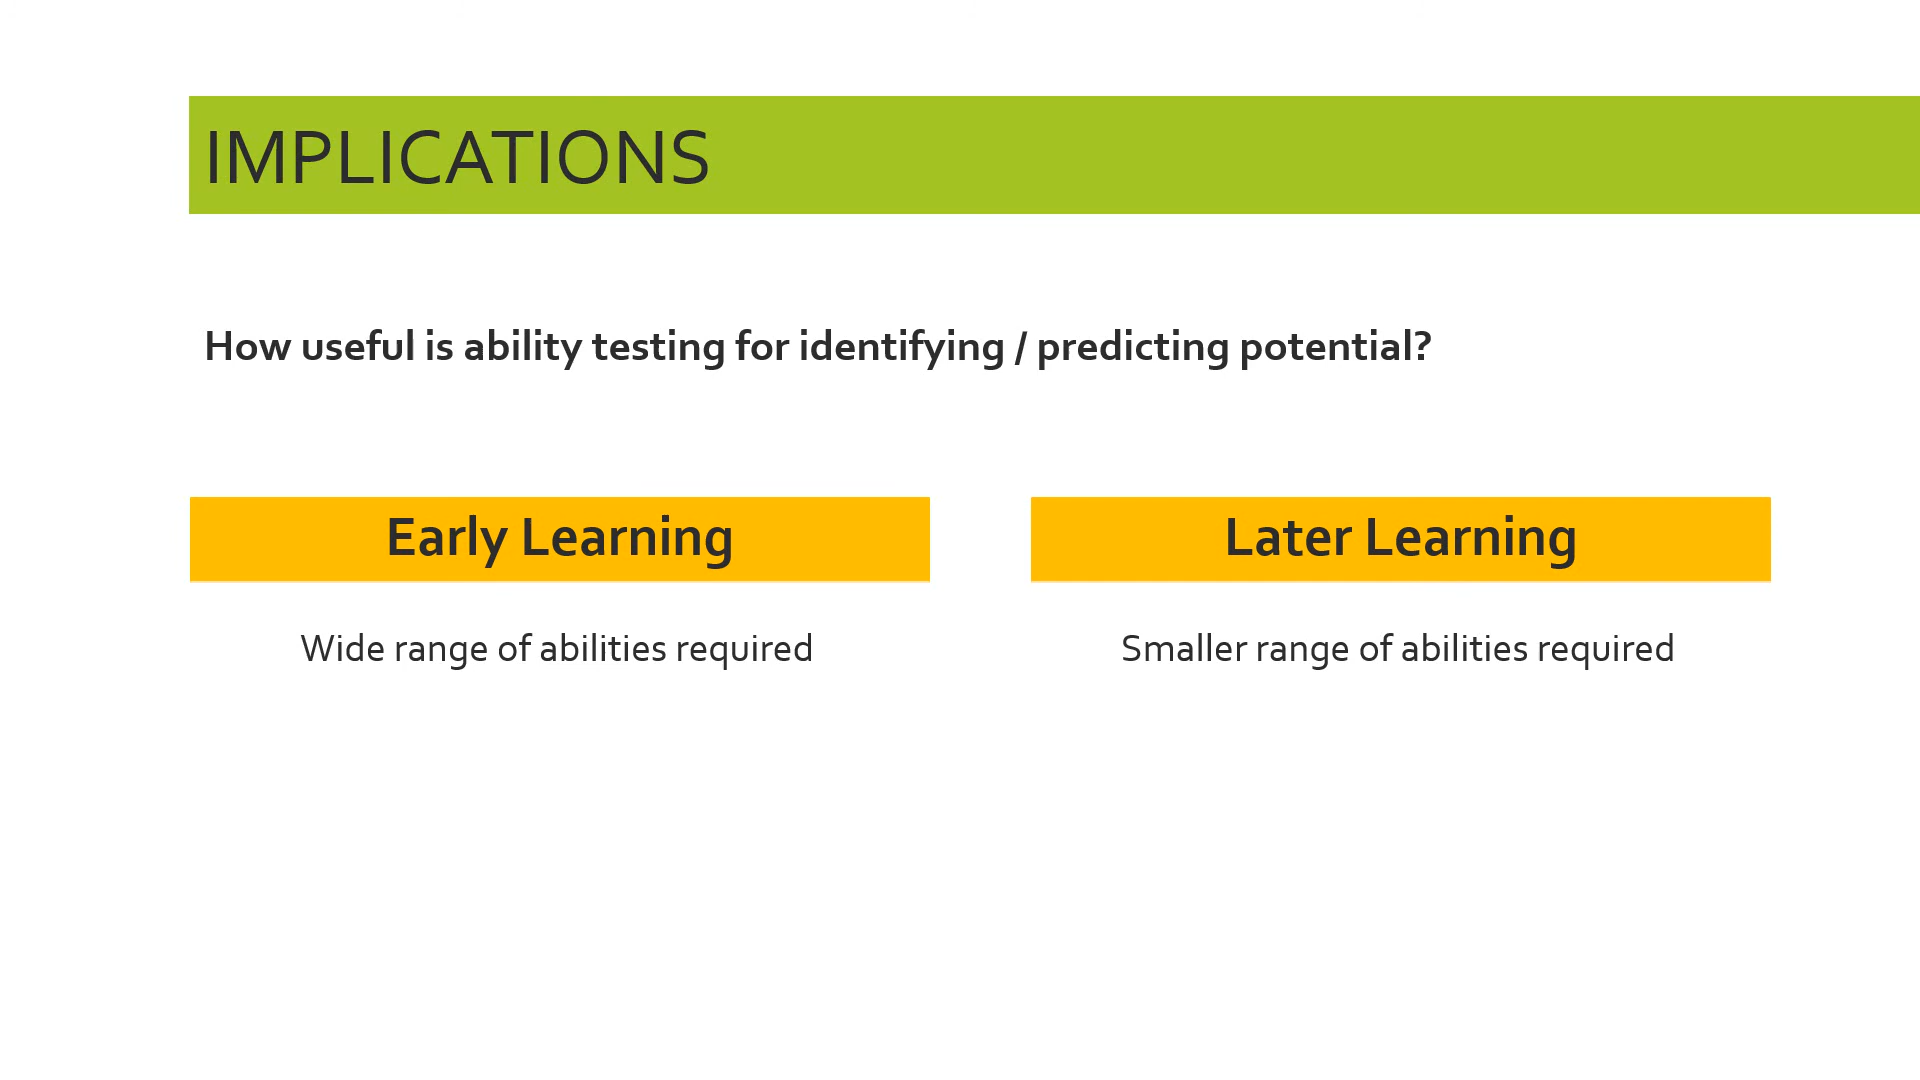 IMPLICATIONS
How useful is ability testing for identifying / predicting potential?
Early Learning
Wide range of abilities required
Later Learning
Smaller range of abilities required